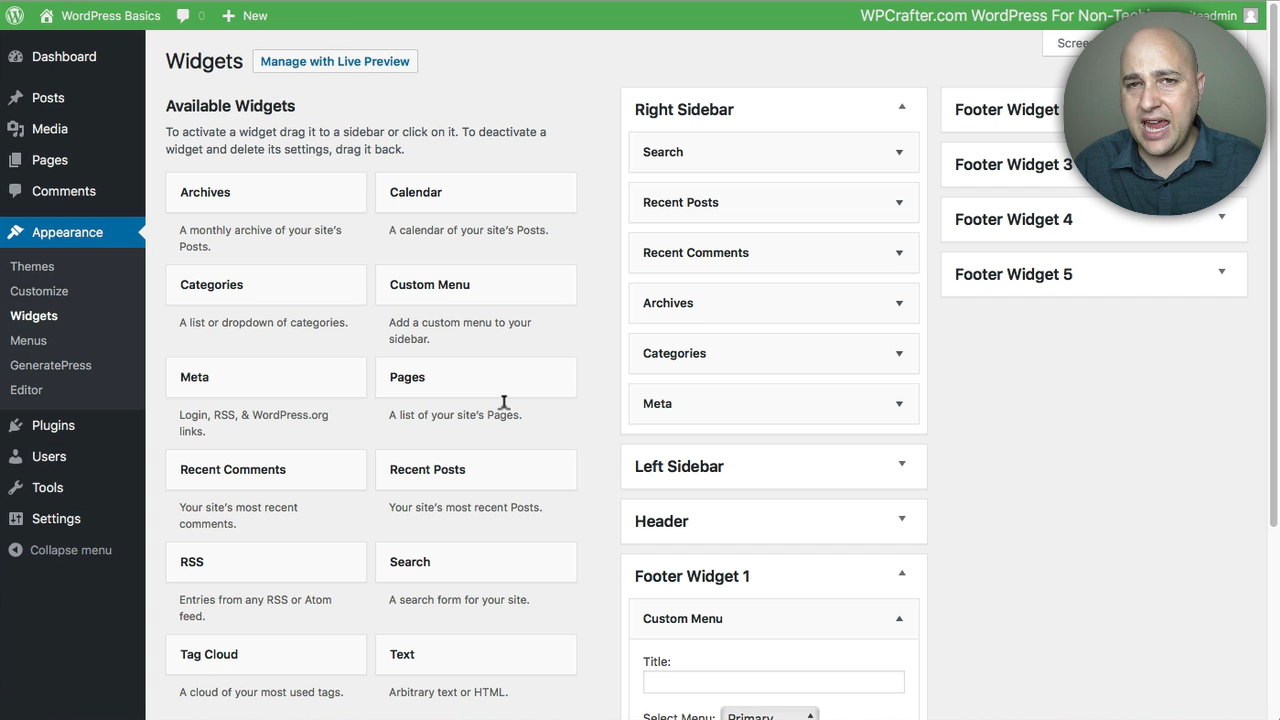 WordPress Basics
0
New
WPCrafter.com WordPress For Non-Tech
siteadmin
Dashboard
Posts
Media
Pages
Comments
Appearance
Themes
Customize
Widgets
Menus
GeneratePress
Editor
Plugins
Users
Tools
Settings
Collapse menu
Widgets
Manage with Live Preview
Available Widgets
To activate a widget drag it to a sidebar or click on it. To deactivate a
widget and delete its settings, drag it back.
Archives
A monthly archive of your site's
Posts.
Calendar
A calendar of your site's Posts.
Categories
A list or dropdown of categories.
Custom Menu
Add a custom menu to your
sidebar.
Meta
Login, RSS, & WordPress.org
links.
Pages
A list of your site's Pages.
Recent Comments
Your site's most recent
comments.
Recent Posts
Your site's most recent Posts.
RSS
Entries from any RSS or Atom
feed.
Search
A search form for your site.
Tag Cloud
A cloud of your most used tags.
Text
Arbitrary text or HTML.
Right Sidebar
Search
Recent Posts
Recent Comments
Archives
Categories
Meta
Left Sidebar
Header
Footer Widget 1
Custom Menu
Title:
Select Menu:
Primary
Footer Widget
Footer Widget 3
Footer Widget 4
Footer Widget 5